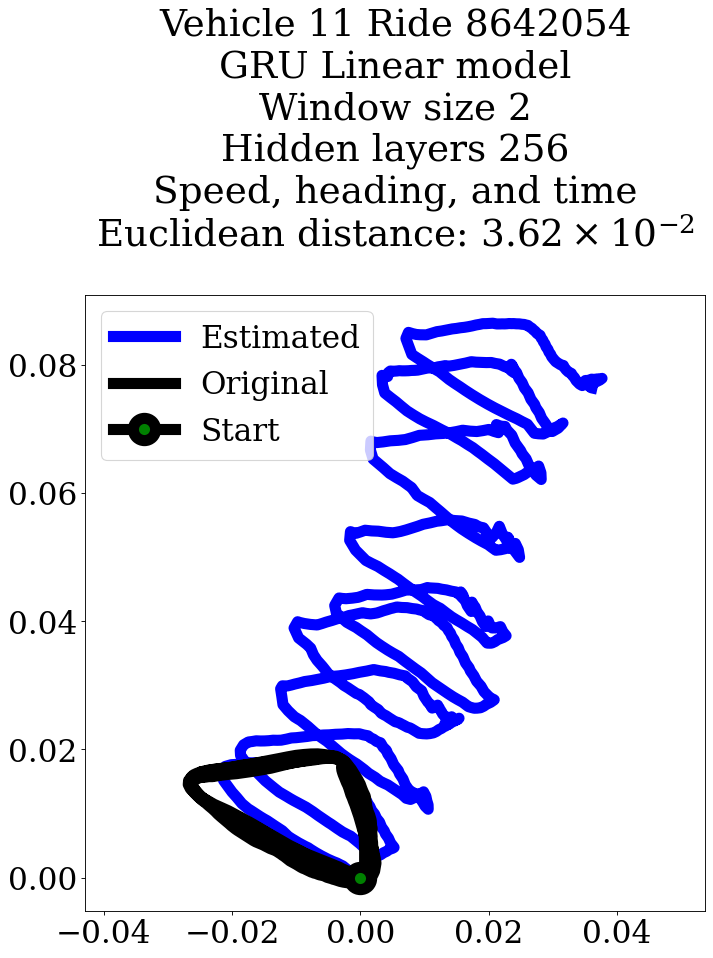 Vehicle 11 Ride 8642054
GRU Linear model
Window size 2
Hidden layers 256
Speed, heading, and time
Euclidean distance: 3.62 × 10⁻²
Estimated
Original
Start
0.08
0.06
0.04
0.02
0.00
−0.04 −0.02 0.00 0.02 0.04